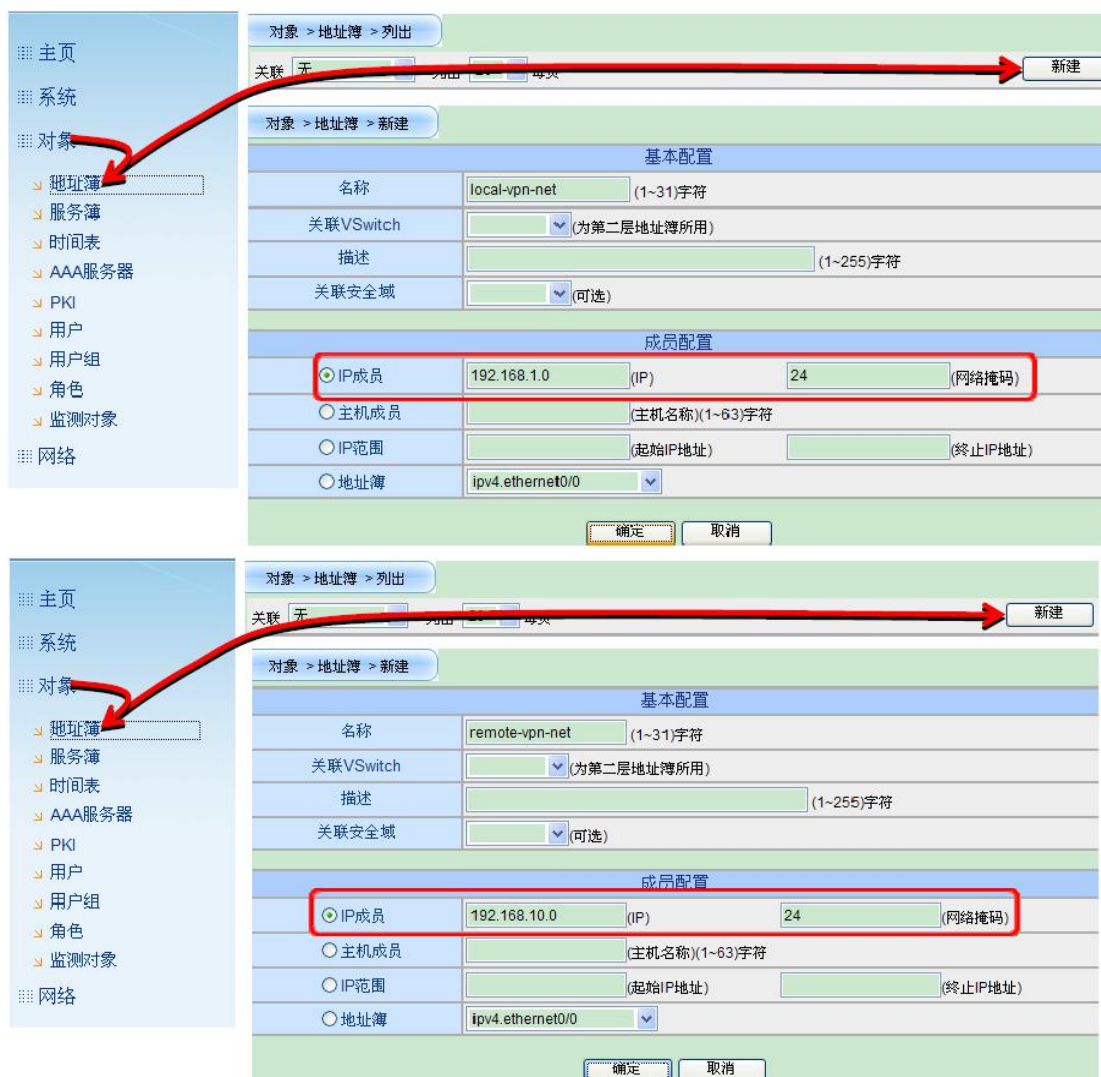 主页
系统
对象
地址簿
服务簿
时间表
AAA服务器
PKI
用户
用户组
角色
监测对象
网络
对象 >地址簿 >列出
关联 无 新建
对象 >地址簿 >新建
基本配置
名称 local-vpn-net (1~31)字符
关联VSwitch (为第二层地址簿所用)
描述 (1~255)字符
关联安全域 (可选)
成员配置
IP成员 192.168.1.0 (IP) 24 (网络掩码)
主机成员 (主机名称)(1~63)字符
IP范围 (起始IP地址) (终止IP地址)
地址簿 ipv4.ethernet0/0
确定 取消
主页
系统
对象
地址簿
服务簿
时间表
AAA服务器
PKI
用户
用户组
角色
监测对象
网络
对象 >地址簿 >列出
关联 无 新建
对象 >地址簿 >新建
基本配置
名称 remote-vpn-net (1~31)字符
关联VSwitch (为第二层地址簿所用)
描述 (1~255)字符
关联安全域 (可选)
成员配置
IP成员 192.168.10.0 (IP) 24 (网络掩码)
主机成员 (主机名称)(1~63)字符
IP范围 (起始IP地址) (终止IP地址)
地址簿 ipv4.ethernet0/0
确定 取消